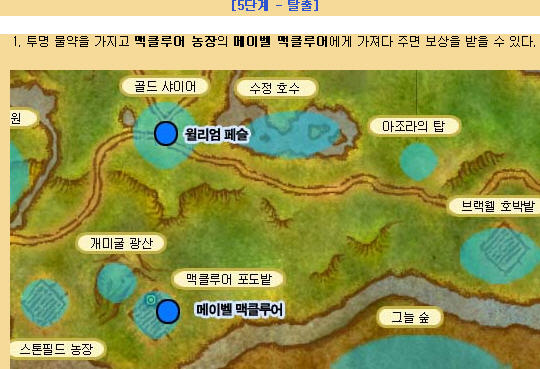 [5단계 - 탈출]
1. 투명 물약을 가지고 맥클루어 농장의 메이벨 맥클루어에게 가져다 주면 보상을 받을 수 있다.
골드 샤이어
수정 호수
원
윌리엄 페슬
아조라의 탑
브랙웰 호박밭
개미굴 광산
맥클루어 포도밭
메이벨 맥클루어
그늘 숲
스톤필드 농장